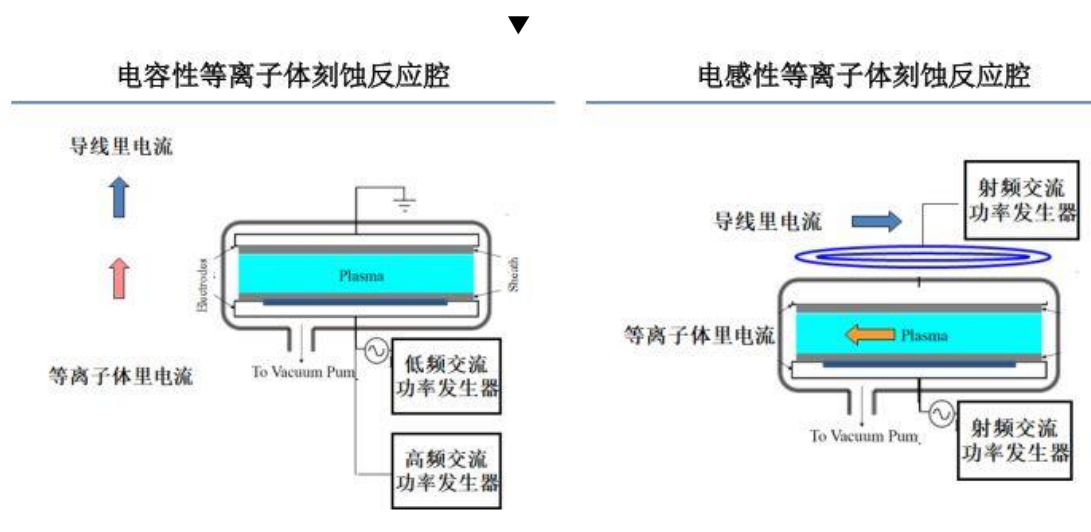 电容性等离子体刻蚀反应腔
导线里电流
Electrodes
Plasma
Sheath
To Vacuum Pum
等离子体里电流
低频交流
功率发生器
高频交流
功率发生器
电感性等离子体刻蚀反应腔
射频交流
功率发生器
导线里电流
等离子体里电流
Plasma
To Vacuum Pum
射频交流
功率发生器